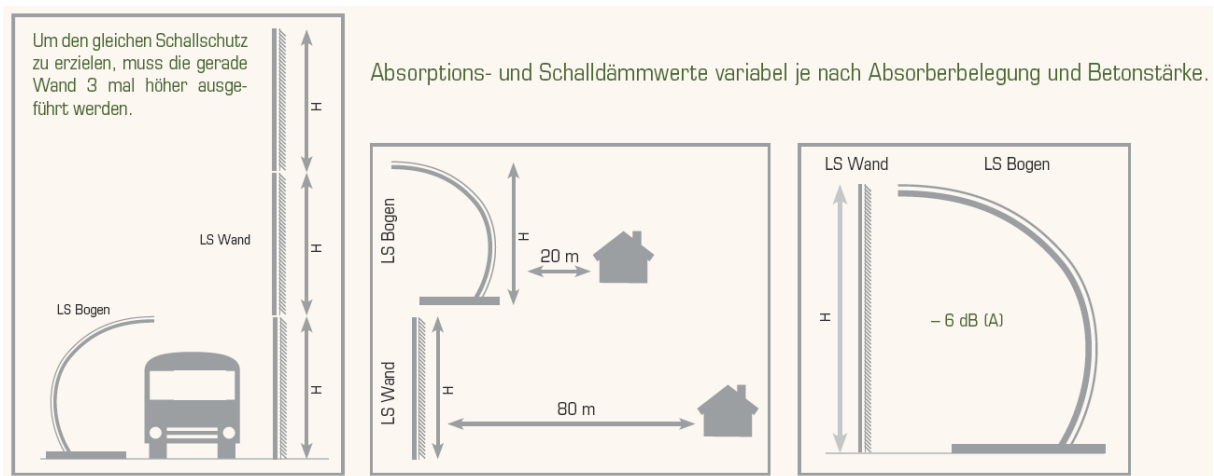 Um den gleichen Schallschutz
zu erzielen, muss die gerade
Wand 3 mal höher ausge-
führt werden.
H
LS Wand
H
LS Bogen
H
Absorptions- und Schalldämmwerte variabel je nach Absorberbelegung und Betonstärke.
LS Bogen
H
20 m
LS Wand
H
80 m
LS Wand
LS Bogen
H
– 6 dB (A)